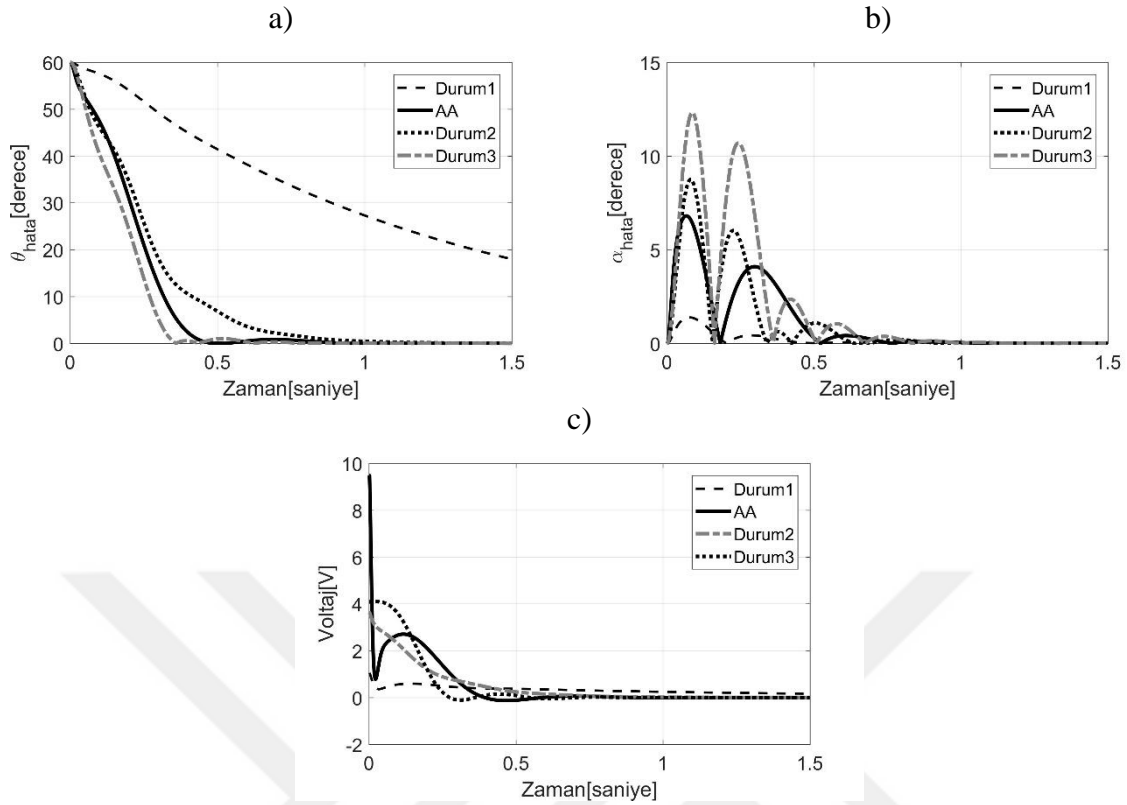 a)
60
50
40
30
20
10
0
θhata[derece]
0
0.5
1
1.5
Zaman[saniye]
Durum1
AA
Durum2
Durum3
b)
15
10
5
0
αhata[derece]
0
0.5
1
1.5
Zaman[saniye]
Durum1
AA
Durum2
Durum3
c)
10
8
6
4
2
0
-2
Voltaj[V]
0
0.5
1
1.5
Zaman[saniye]
Durum1
AA
Durum2
Durum3